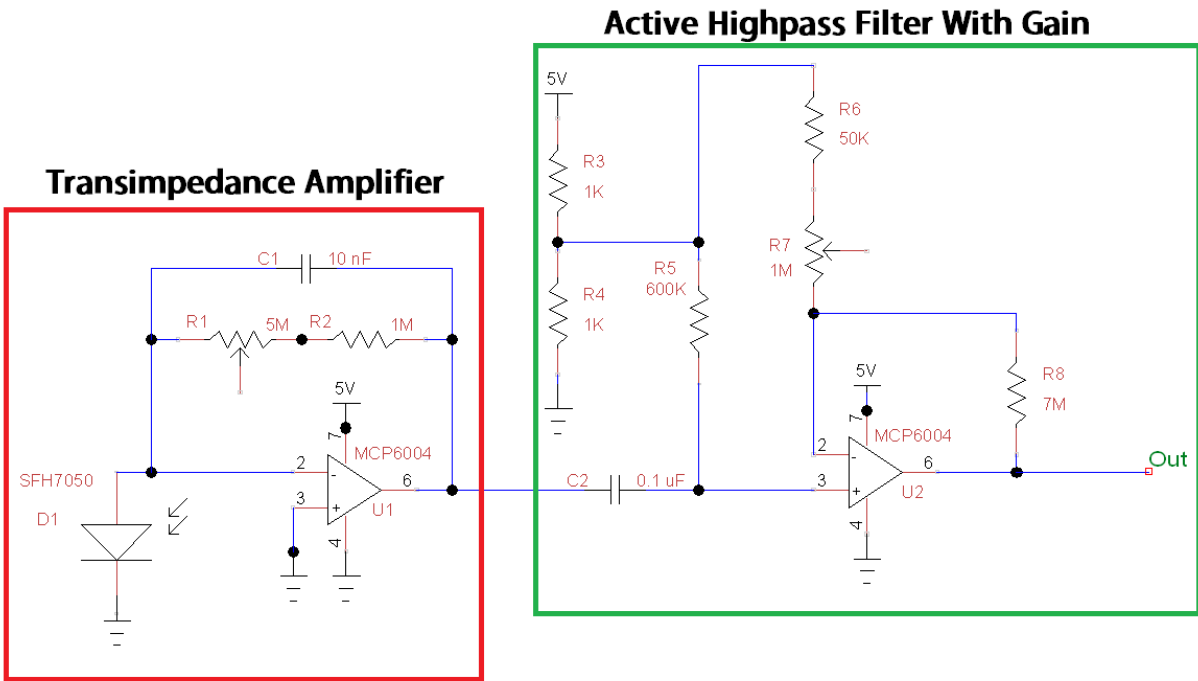 Active Highpass Filter With Gain
Transimpedance Amplifier
C1 10 nF
R1 5M R2 1M
5V
7
MCP6004
2
-
3
+
6
U1
4
SFH7050
D1
5V
R3
1K
R4
1K
R5
600K
R6
50K
R7
1M
C2 0.1 uF
5V
7
MCP6004
2
-
3
+
6
U2
4
R8
7M
Out